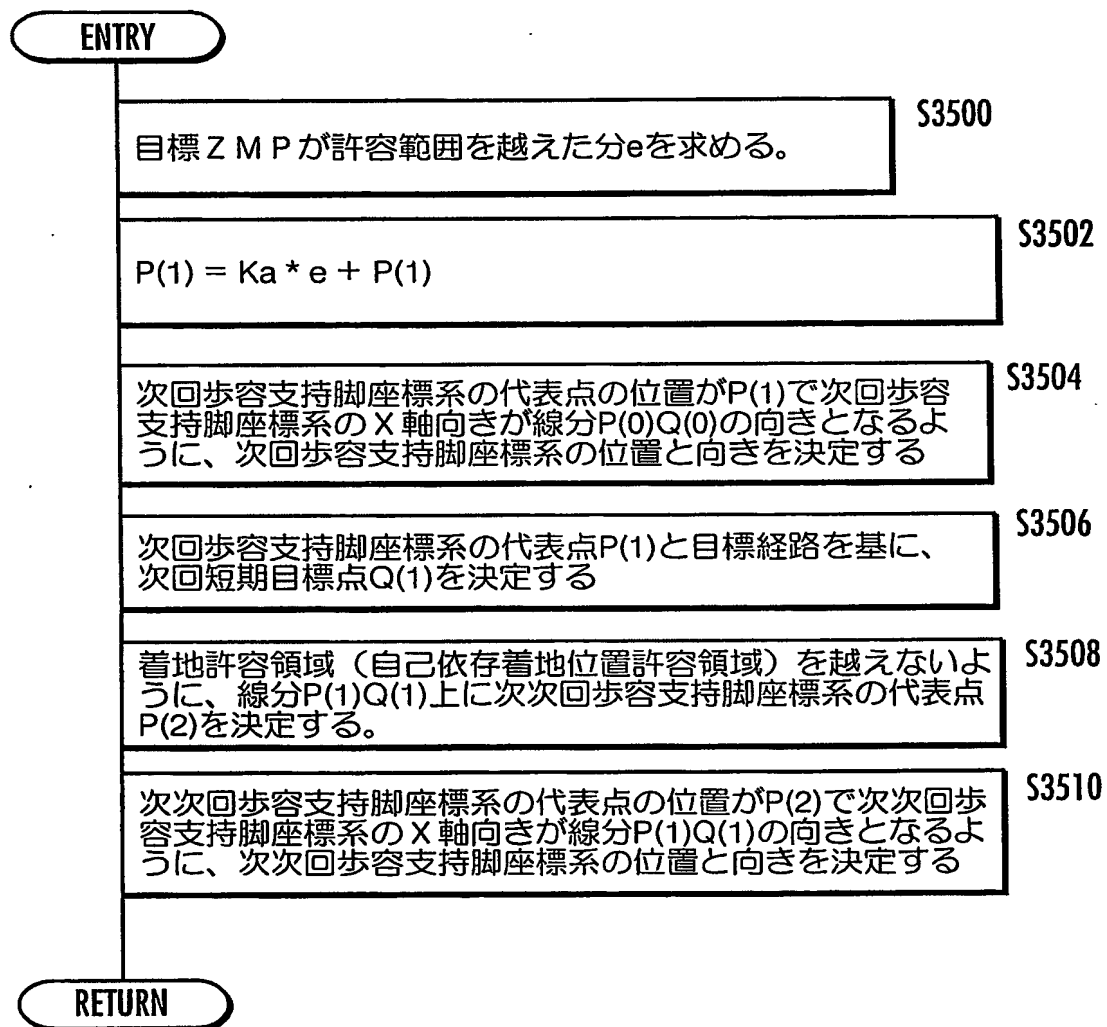 ENTRY
S3500
目標ZMPが許容範囲を越えた分eを求める。
S3502
P(1) = Ka * e + P(1)
S3504
次回歩容支持脚座標系の代表点の位置がP(1)で次回歩容
支持脚座標系のX軸向きが線分P(0)Q(0)の向きとなるよ
うに、次回歩容支持脚座標系の位置と向きを決定する
S3506
次回歩容支持脚座標系の代表点P(1)と目標経路を基に、
次回短期目標点Q(1)を決定する
S3508
着地許容領域（自己依存着地位置許容領域）を越えないよ
うに、線分P(1)Q(1)上に次次回歩容支持脚座標系の代表点
P(2)を決定する。
S3510
次次回歩容支持脚座標系の代表点の位置がP(2)で次次回歩
容支持脚座標系のX軸向きが線分P(1)Q(1)の向きとなるよ
うに、次次回歩容支持脚座標系の位置と向きを決定する
RETURN